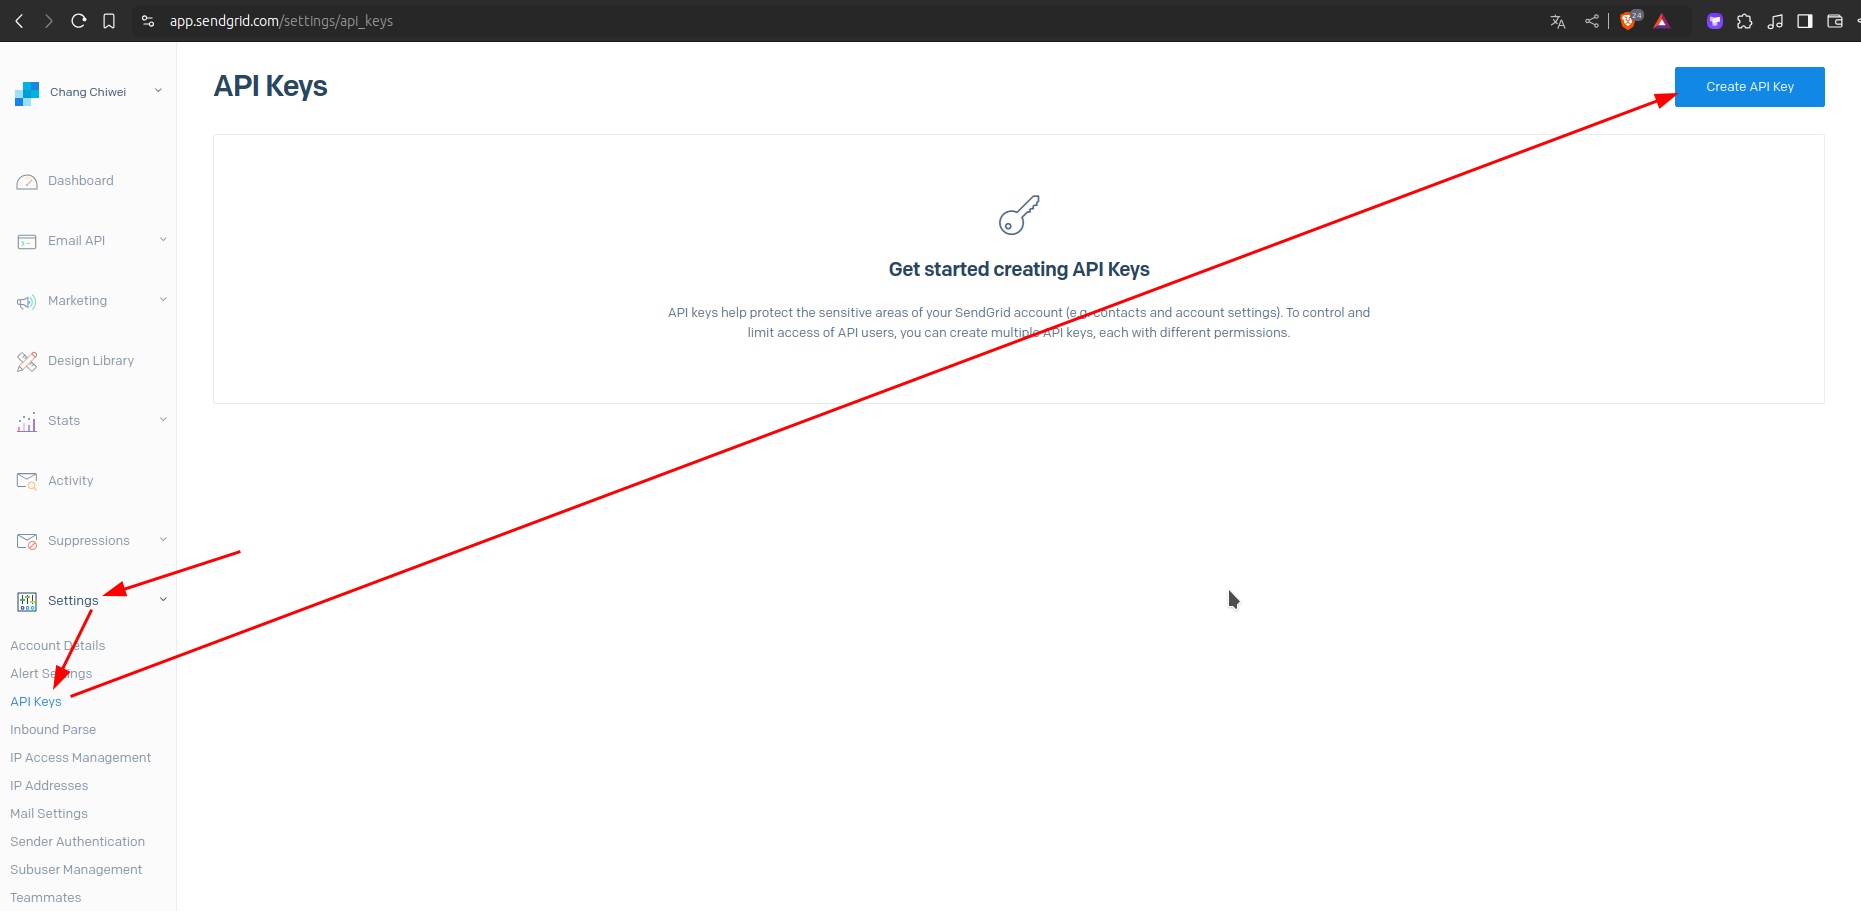 app.sendgrid.com/settings/api_keys
24
Chang Chiwei
Dashboard
Email API
Marketing
Design Library
Stats
Activity
Suppressions
Settings
Account Details
Alert Settings
API Keys
Inbound Parse
IP Access Management
IP Addresses
Mail Settings
Sender Authentication
Subuser Management
Teammates
API Keys
Create API Key
Get started creating API Keys
API keys help protect the sensitive areas of your SendGrid account (e.g. contacts and account settings). To control and
limit access of API users, you can create multiple API keys, each with different permissions.